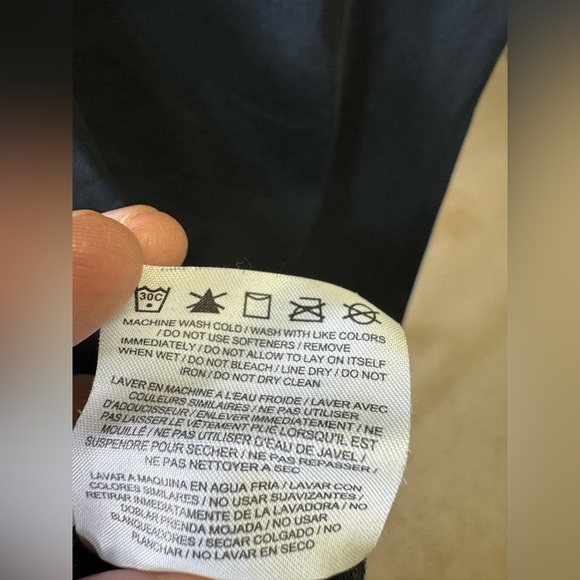 30C
MACHINE WASH COLD / WASH WITH LIKE COLORS
/ DO NOT USE SOFTENERS / REMOVE
IMMEDIATELY / DO NOT ALLOW TO LAY ON ITSELF
WHEN WET / DO NOT BLEACH / LINE DRY / DO NOT
IRON / DO NOT DRY CLEAN
LAVER EN MACHINE A L'EAU FROIDE / LAVER AVEC
COULEURS SIMILAIRES / NE PAS UTILISER
D'ADOUCISSEUR / ENLEVER IMMEDIATEMENT / NE
PAS LAISSER LE VÊTEMENT PLIE LORSQU'IL EST
MOUILLÉ / NE PAS UTILISER D'EAU DE JAVEL /
SUSPENDRE POUR SECHER / NE PAS REPASSER /
NE PAS NETTOYER A SEC
LAVAR A MAQUINA EN AGUA FRIA / LAVAR CON
COLORES SIMILARES / NO USAR SUAVIZANTES /
RETIRAR INMEDIATAMENTE DE LA LAVADORA / NO
DOBLAR PRENDA MOJADA / NO USAR
BLANQUEADORES / SECAR COLGADO / NO
PLANCHAR / NO LAVAR EN SECO